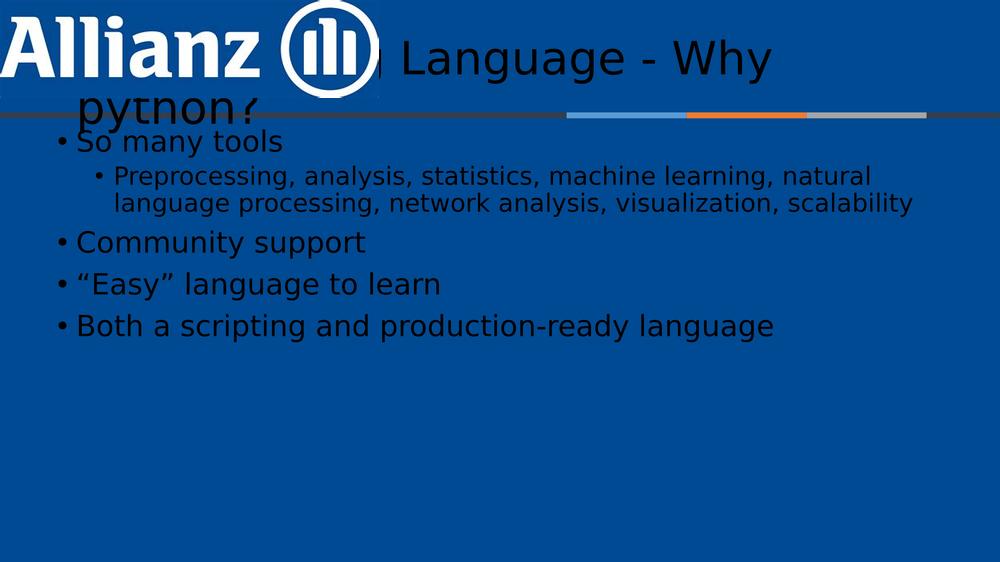 Allianz
Language - Why
python?
• So many tools
• Preprocessing, analysis, statistics, machine learning, natural
language processing, network analysis, visualization, scalability
• Community support
• “Easy” language to learn
• Both a scripting and production-ready language